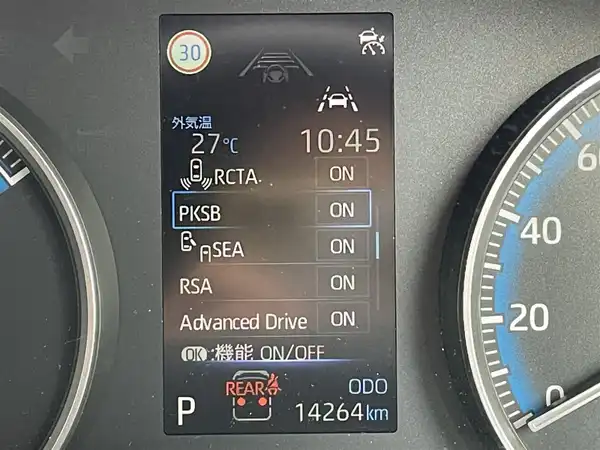 30
外気温
27℃ 10:45
RCTA ON
PKSB ON
SEA ON
RSA ON
Advanced Drive ON
OK :機能 ON/OFF
REAR
ODO
P 14264km
60
40
20
0